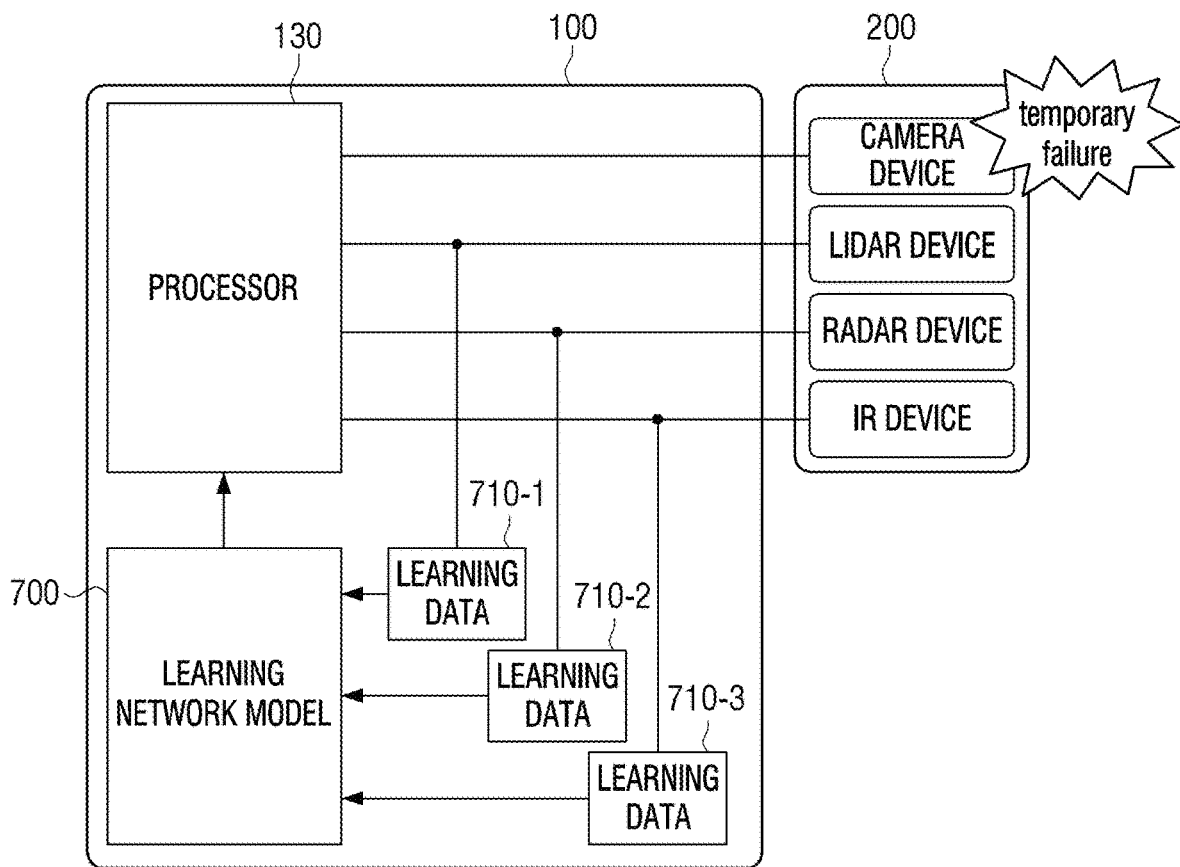 130
100
200
temporary
failure
CAMERA
DEVICE
LIDAR DEVICE
PROCESSOR
RADAR DEVICE
IR DEVICE
710-1
LEARNING
DATA
700
710-2
LEARNING
NETWORK MODEL
LEARNING
DATA
710-3
LEARNING
DATA